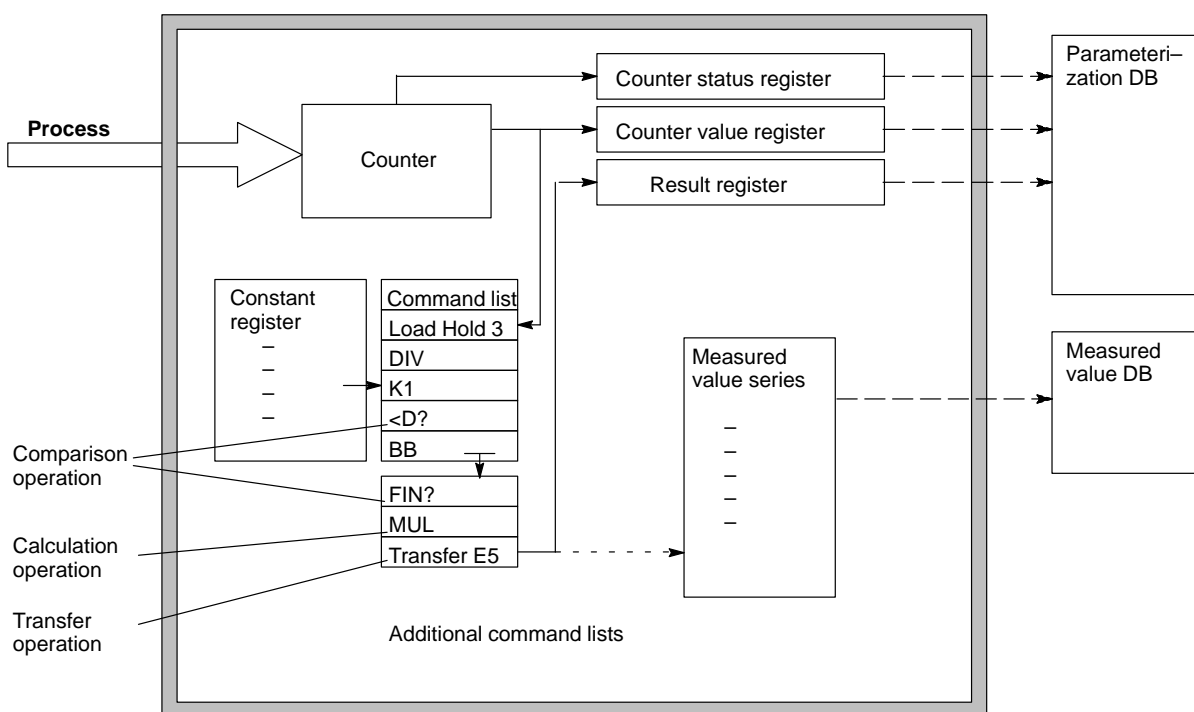 Process
Counter
Counter status register
Counter value register
Result register
Parameteri–
zation DB
Constant
register
–
–
–
–
Command list
Load Hold 3
DIV
K1
<D?
BB
FIN?
MUL
Transfer E5
Measured
value series
–
–
–
–
–
Measured
value DB
Comparison
operation
Calculation
operation
Transfer
operation
Additional command lists